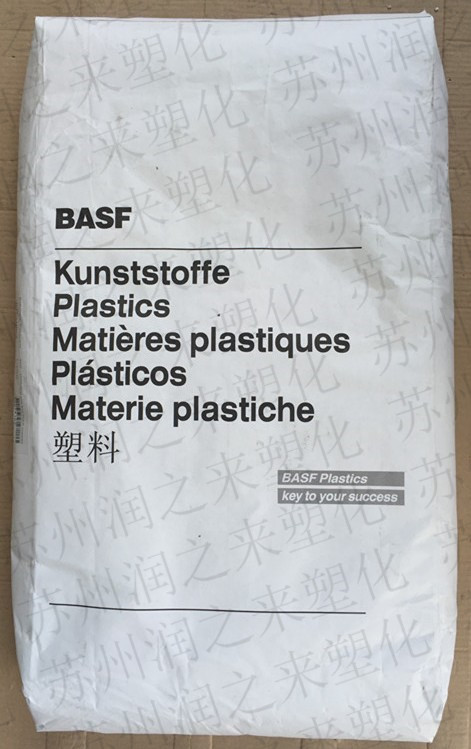 BASF
Kunststoffe
Plastics
Matières plastiques
Plásticos
Materie plastiche
塑料
BASF Plastics
key to your success
苏州润之来塑化